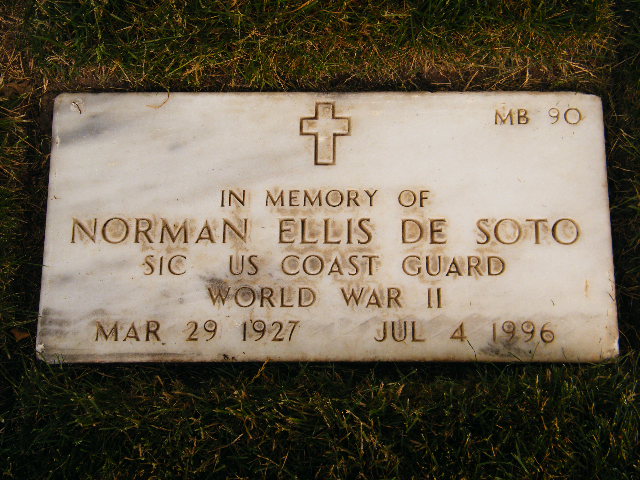 MB 90
IN MEMORY OF
NORMAN ELLIS DE SOTO
S1C US COAST GUARD
WORLD WAR II
MAR 29 1927 JUL 4 1996